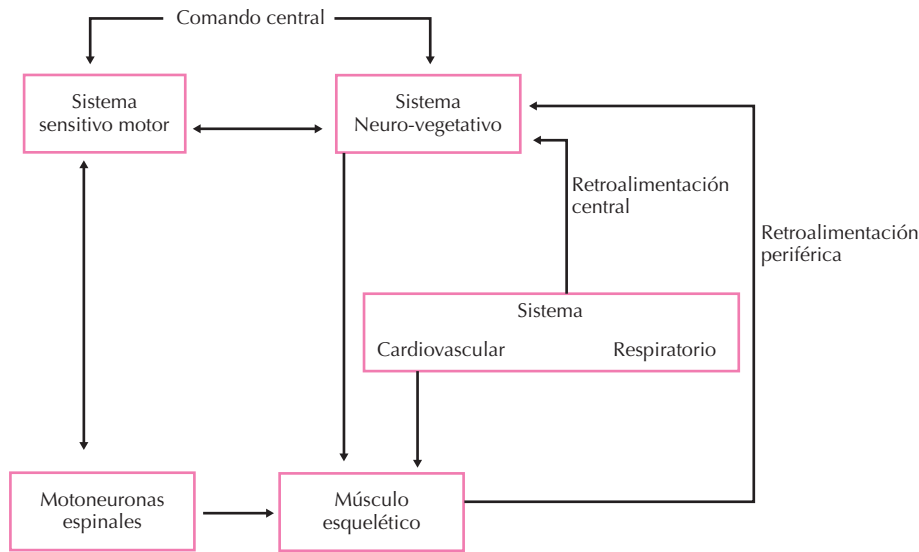 Comando central
Sistema
sensitivo motor
Sistema
Neuro-vegetativo
Retroalimentación
central
Retroalimentación
periférica
Sistema
Cardiovascular Respiratorio
Motoneuronas
espinales
Músculo
esquelético